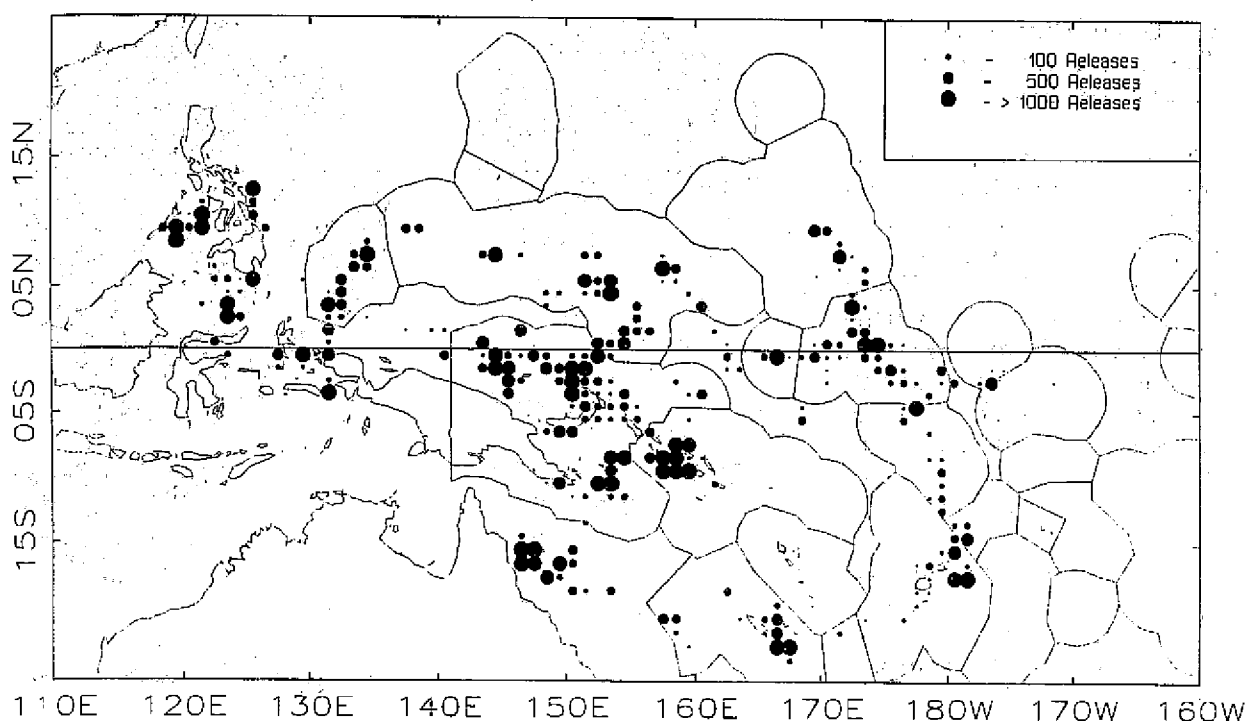 - 100 Releases
- 500 Releases
- > 1000 Releases
15N
05N
05S
15S
110E 120E 130E 140E 150E 160E 170E 180W 170W 160W